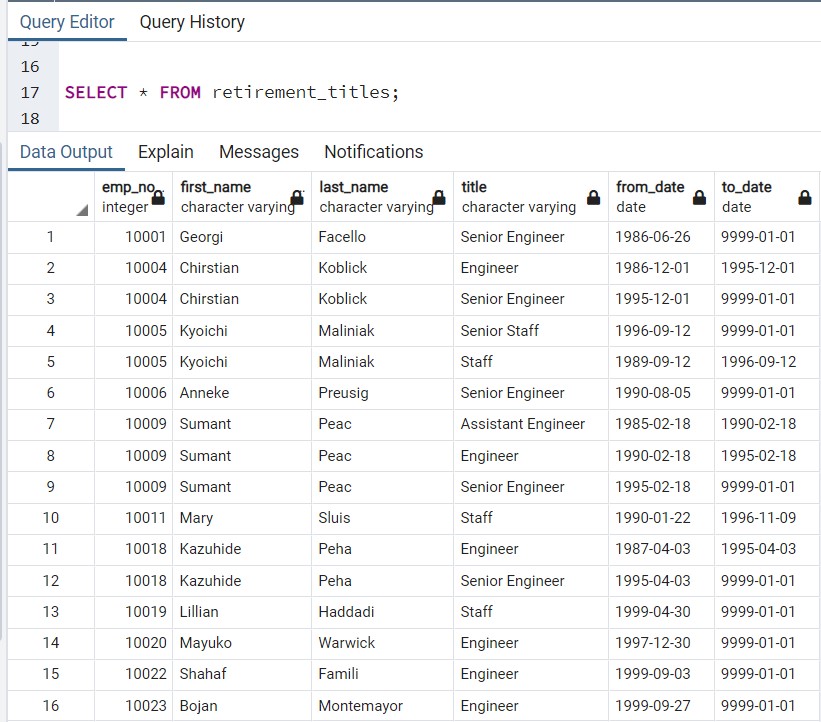 Query Editor Query History
15
16
17 SELECT * FROM retirement_titles;
18
Data Output Explain Messages Notifications
emp_no first_name last_name title from_date to_date
integer character varying character varying character varying date date
1 10001 Georgi Facello Senior Engineer 1986-06-26 9999-01-01
2 10004 Chirstian Koblick Engineer 1986-12-01 1995-12-01
3 10004 Chirstian Koblick Senior Engineer 1995-12-01 9999-01-01
4 10005 Kyoichi Maliniak Senior Staff 1996-09-12 9999-01-01
5 10005 Kyoichi Maliniak Staff 1989-09-12 1996-09-12
6 10006 Anneke Preusig Senior Engineer 1990-08-05 9999-01-01
7 10009 Sumant Peac Assistant Engineer 1985-02-18 1990-02-18
8 10009 Sumant Peac Engineer 1990-02-18 1995-02-18
9 10009 Sumant Peac Senior Engineer 1995-02-18 9999-01-01
10 10011 Mary Sluis Staff 1990-01-22 1996-11-09
11 10018 Kazuhide Peha Engineer 1987-04-03 1995-04-03
12 10018 Kazuhide Peha Senior Engineer 1995-04-03 9999-01-01
13 10019 Lillian Haddadi Staff 1999-04-30 9999-01-01
14 10020 Mayuko Warwick Engineer 1997-12-30 9999-01-01
15 10022 Shahaf Famili Engineer 1999-09-03 9999-01-01
16 10023 Bojan Montemayor Engineer 1999-09-27 9999-01-01